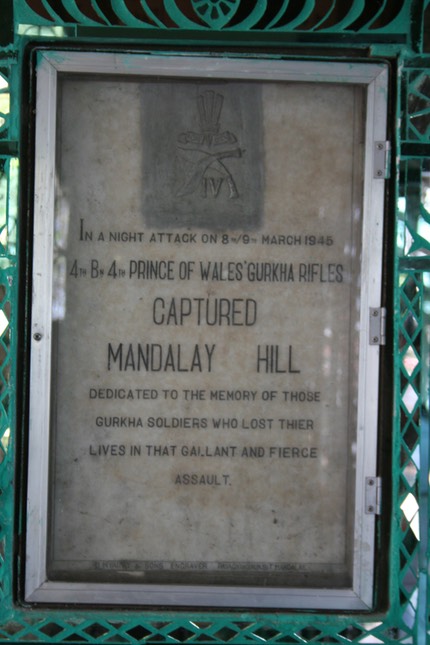 IV
IN A NIGHT ATTACK ON 8TH/9TH MARCH 1945
4TH BN 4TH PRINCE OF WALES' GURKHA RIFLES
CAPTURED
MANDALAY HILL
DEDICATED TO THE MEMORY OF THOSE
GURKHA SOLDIERS WHO LOST THIER
LIVES IN THAT GALLANT AND FIERCE
ASSAULT.
& SONS ENGRAVER